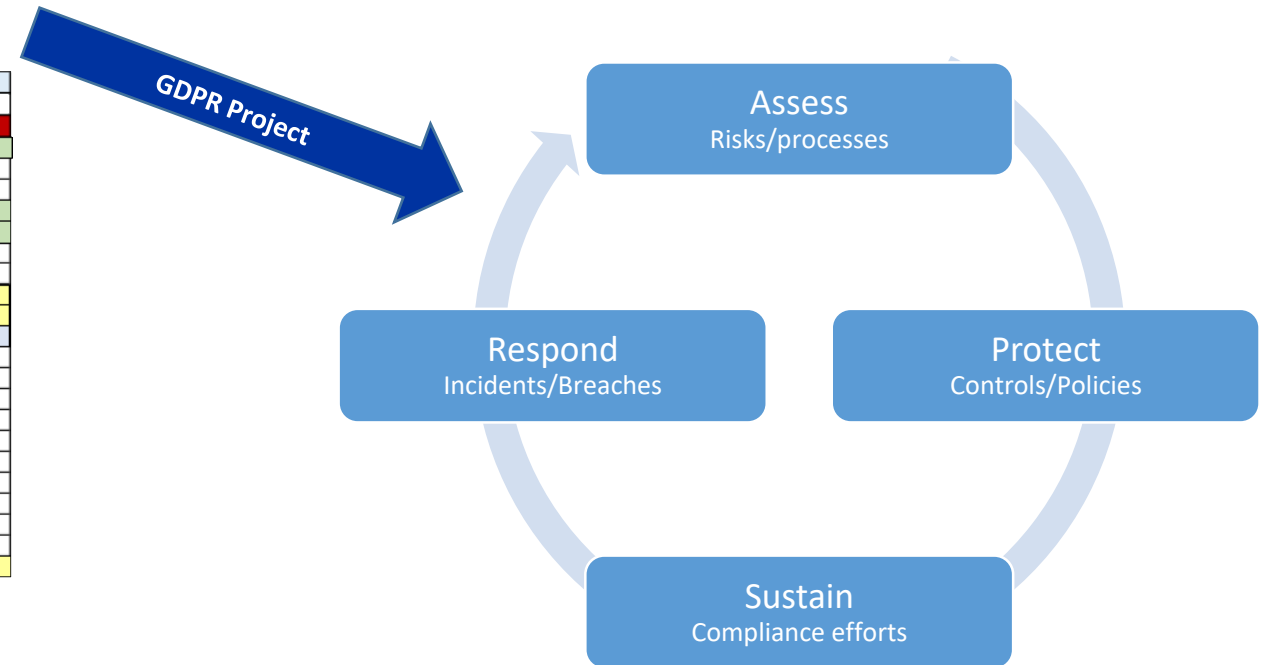 GDPR Project
Assess
Risks/processes
Respond
Incidents/Breaches
Protect
Controls/Policies
Sustain
Compliance efforts